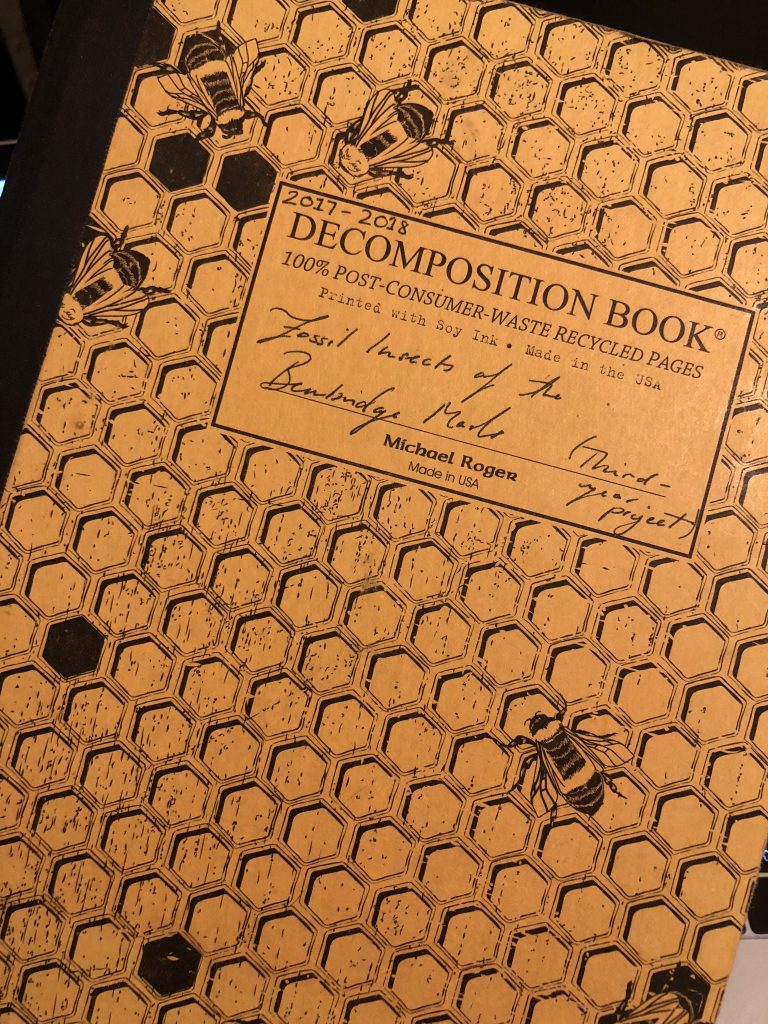 2017-2018
DECOMPOSITION BOOK®
100% POST-CONSUMER-WASTE RECYCLED PAGES
Printed with Soy Ink • Made in the USA
Fossil Insects of the
Bembridge Marls (Third-
year
project)
Michael Roger
Made in USA